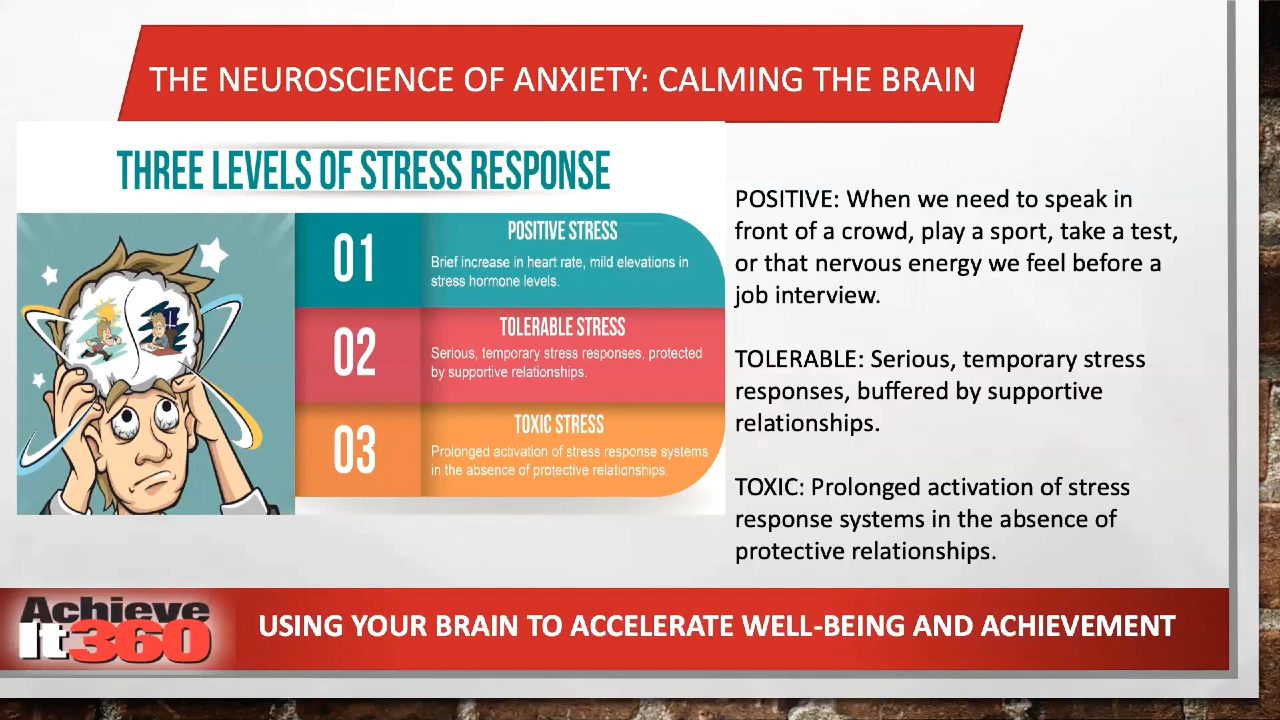 THE NEUROSCIENCE OF ANXIETY: CALMING THE BRAIN
THREE LEVELS OF STRESS RESPONSE
01
POSITIVE STRESS
Brief increase in heart rate, mild elevations in
stress hormone levels.
02
TOLERABLE STRESS
Serious, temporary stress responses, protected
by supportive relationships.
03
TOXIC STRESS
Prolonged activation of stress response systems
in the absence of protective relationships.
POSITIVE: When we need to speak in
front of a crowd, play a sport, take a test,
or that nervous energy we feel before a
job interview.
TOLERABLE: Serious, temporary stress
responses, buffered by supportive
relationships.
TOXIC: Prolonged activation of stress
response systems in the absence of
protective relationships.
Achieve
It360
USING YOUR BRAIN TO ACCELERATE WELL-BEING AND ACHIEVEMENT